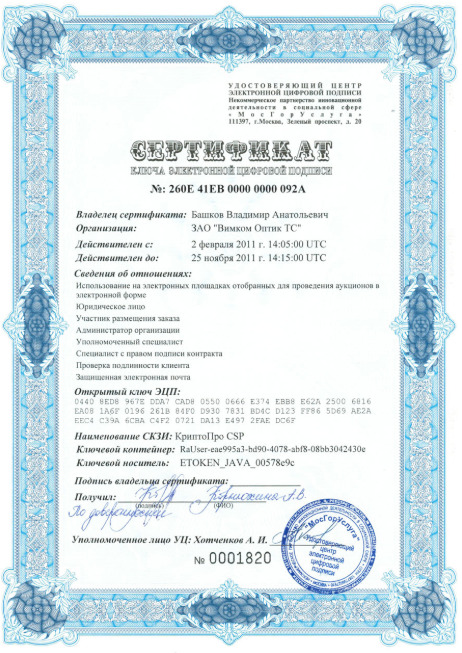 УДОСТОВЕРЯЮЩИЙ ЦЕНТР
ЭЛЕКТРОННОЙ ЦИФРОВОЙ ПОДПИСИ
Некоммерческое партнерство инновационной
деятельности в социальной сфере
"МосГорУслуга"
111397, г.Москва, Зеленый проспект, д. 20
СЕРТИФИКАТ
КЛЮЧА ЭЛЕКТРОННОЙ ЦИФРОВОЙ ПОДПИСИ
№: 260E 41EB 0000 0000 092A
Владелец сертификата: Башков Владимир Анатольевич
Организация: ЗАО "Вимком Оптик ТС"
Действителен с: 2 февраля 2011 г. 14:05:00 UTC
Действителен до: 25 ноября 2011 г. 14:15:00 UTC
Сведения об отношениях:
Использование на электронных площадках отобранных для проведения аукционов в
электронной форме
Юридическое лицо
Участник размещения заказа
Администратор организации
Уполномоченный специалист
Специалист с правом подписи контракта
Проверка подлинности клиента
Защищенная электронная почта
Открытый ключ ЭЦП:
0440 8ED8 967E DDA7 CAD8 0550 0666 E374 EBB8 E62A 2500 6816
EA08 1A6F 0196 261B 84F0 D930 7831 BD4C D123 FF86 5D69 AE2A
EEC4 C39A 6CBA C4F2 0721 DA13 E497 2FAE DC6F
Наименование СКЗИ: КриптоПро CSP
Ключевой контейнер: RaUser-eae995a3-bd90-4078-abf8-08bb3042430e
Ключевой носитель: ETOKEN_JAVA_00578e9c
Подпись владельца сертификата:
Получил:
(подпись) (ФИО)
По доверенности
Уполномоченное лицо УЦ: Хотченков А. И.
№ 0001820
"МосГорУслуга"
Удостоверяющий
центр
электронной
цифровой
подписи